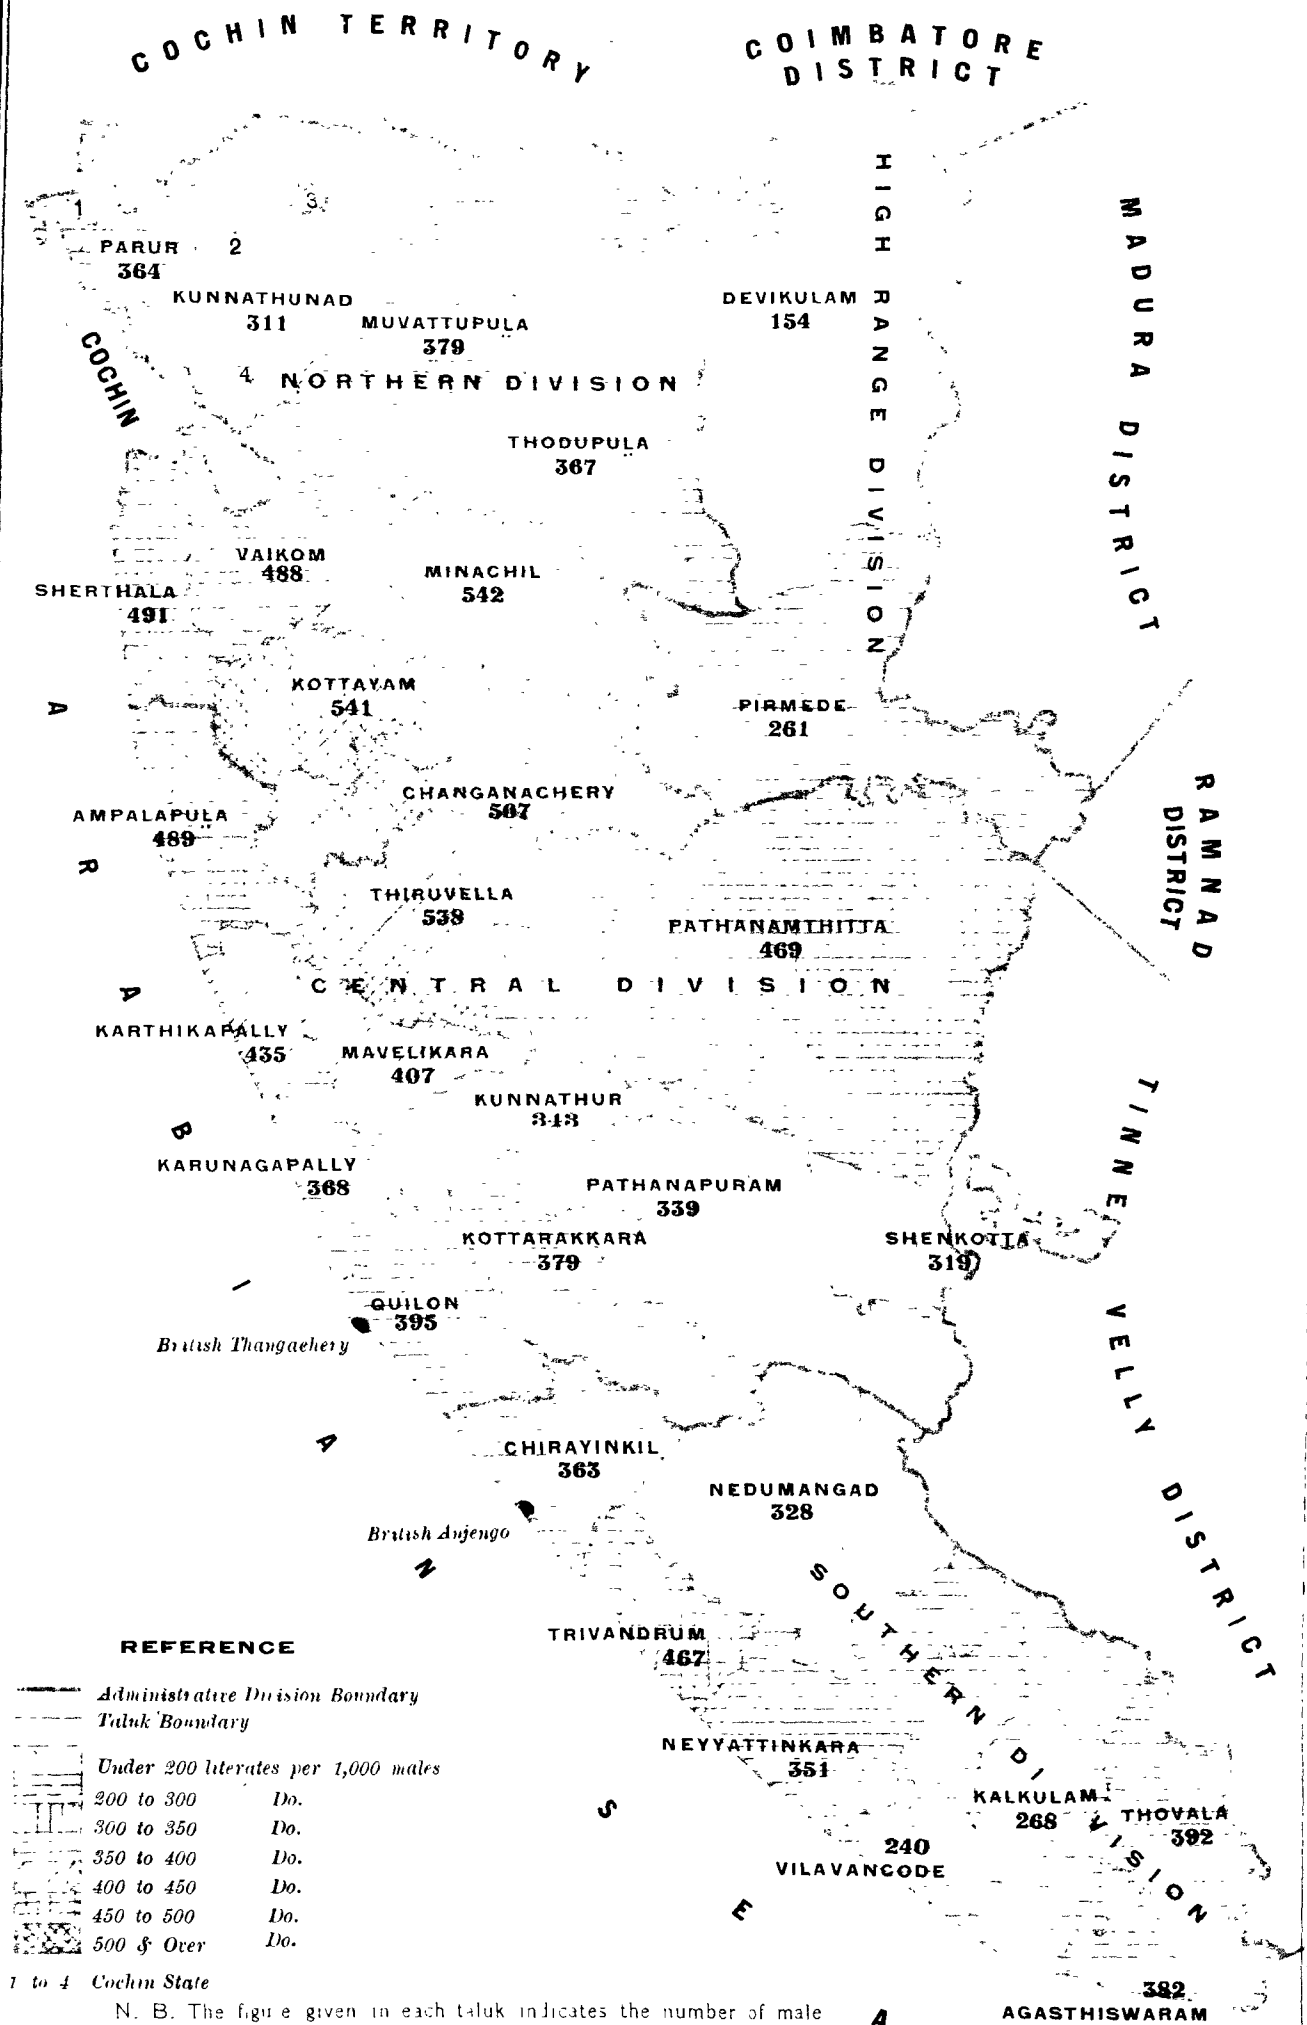 COCHIN TERRITORY
COIMBATORE
DISTRICT
HIGH RANGE DIVISION
MADURA DISTRICT
1
3
PARUR
364
2
KUNNATHUNAD
311
MUVATTUPULA
379
DEVIKULAM
154
COCHIN
4
NORTHERN DIVISION
THODUPULA
367
VAIKOM
488
MINACHIL
542
SHERTHALA
491
KOTTAYAM
541
PIRMEDE
261
CHANGANACHERY
AMPALAPULA
489
RAMNAD
DISTRICT
THIRUVELLA
538
PATHANAMTHITTA
469
CENTRAL DIVISION
KARTHIKAPALLY
435
MAVELIKARA
407
KUNNATHUR
KARUNAGAPALLY
368
PATHANAPURAM
339
KOTTARAKKARA
379
SHENKOTTA
319
TINNEVELLY DISTRICT
QUILON
395
British Thangachery
ARABIAN SEA
CHIRAYINKIL
363
NEDUMANGAD
328
British Anjengo
SOUTHERN DIVISION
TRIVANDRUM
467
NEYYATTINKARA
351
KALKULAM
268
THOVALA
392
240
VILAVANCODE
382
AGASTHISWARAM
REFERENCE
Administrative Division Boundary
Taluk Boundary
Under 200 literates per 1,000 males
200 to 300 Do.
300 to 350 Do.
350 to 400 Do.
400 to 450 Do.
450 to 500 Do.
500 & Over Do.
1 to 4 Cochin State
N. B. The figure given in each taluk indicates the number of male